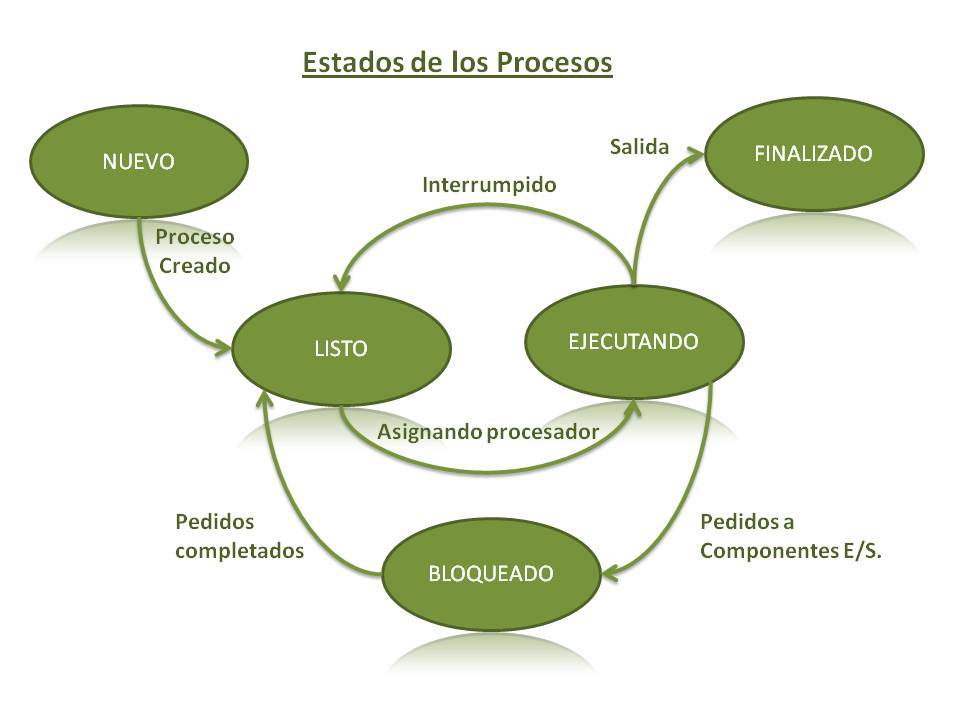 Estados de los Procesos
NUEVO
FINALIZADO
Salida
Interrumpido
Proceso
Creado
LISTO
EJECUTANDO
Asignando procesador
Pedidos
completados
Pedidos a
Componentes E/S.
BLOQUEADO